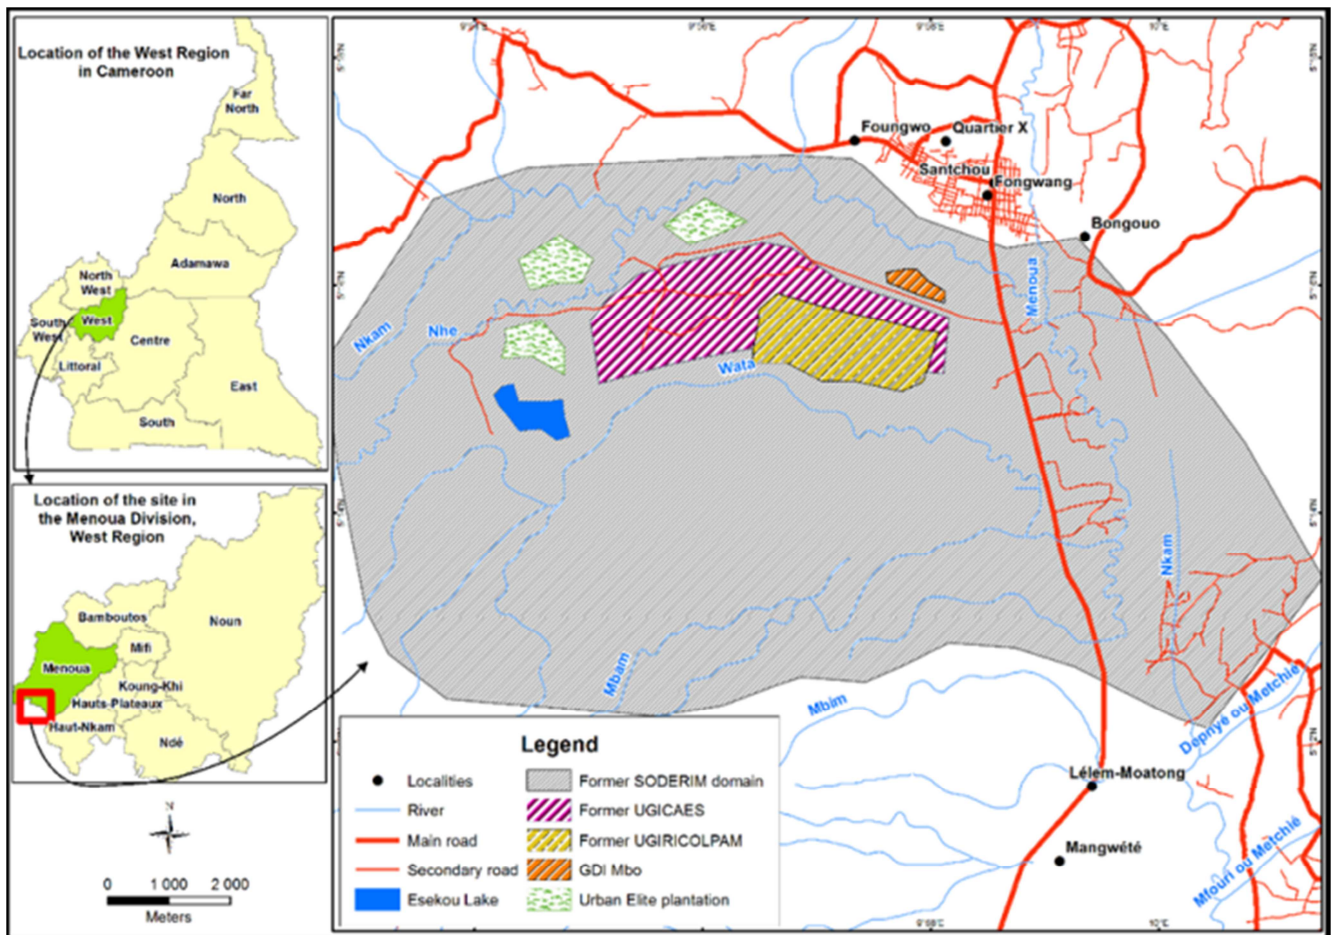 Location of the West Region
in Cameroon
Far
North
North
Adamawa
North
West
West
South
West
Centre
Littoral
East
South
Location of the site in
the Menoua Division,
West Region
Bamboutos
Noun
Mifi
Menoua
Koung-Khi
Hauts-Plateaux
Haut-Nkam
Ndé
N
0 1 000 2 000
Meters
Foungwo
Quartier X
Santchou
Fongwang
Bongouo
Menoua
Nkam
Nhe
Wata
Nkam
Mbam
Mbim
Depnyé ou Metchié
Lélem-Moatong
Mangwété
Mfouri ou Metchié
Legend
Localities
River
Main road
Secondary road
Esekou Lake
Former SODERIM domain
Former UGICAES
Former UGIRICOLPAM
GDI Mbo
Urban Elite plantation